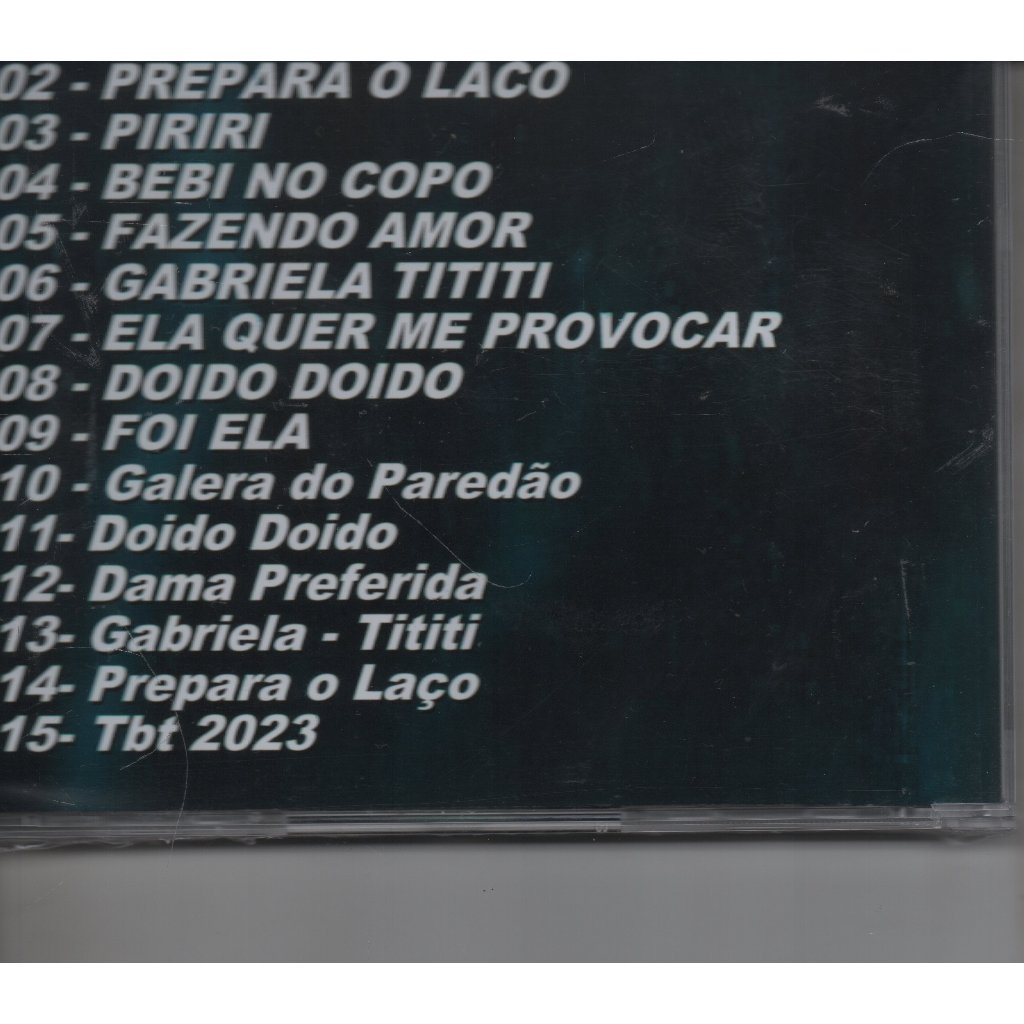 02 - PREPARA O LACO
03 - PIRIRI
04 - BEBI NO COPO
05 - FAZENDO AMOR
06 - GABRIELA TITITI
07 - ELA QUER ME PROVOCAR
08 - DOIDO DOIDO
09 - FOI ELA
10 - Galera do Paredão
11- Doido Doido
12- Dama Preferida
13- Gabriela - Tititi
14- Prepara o Laço
15- Tbt 2023